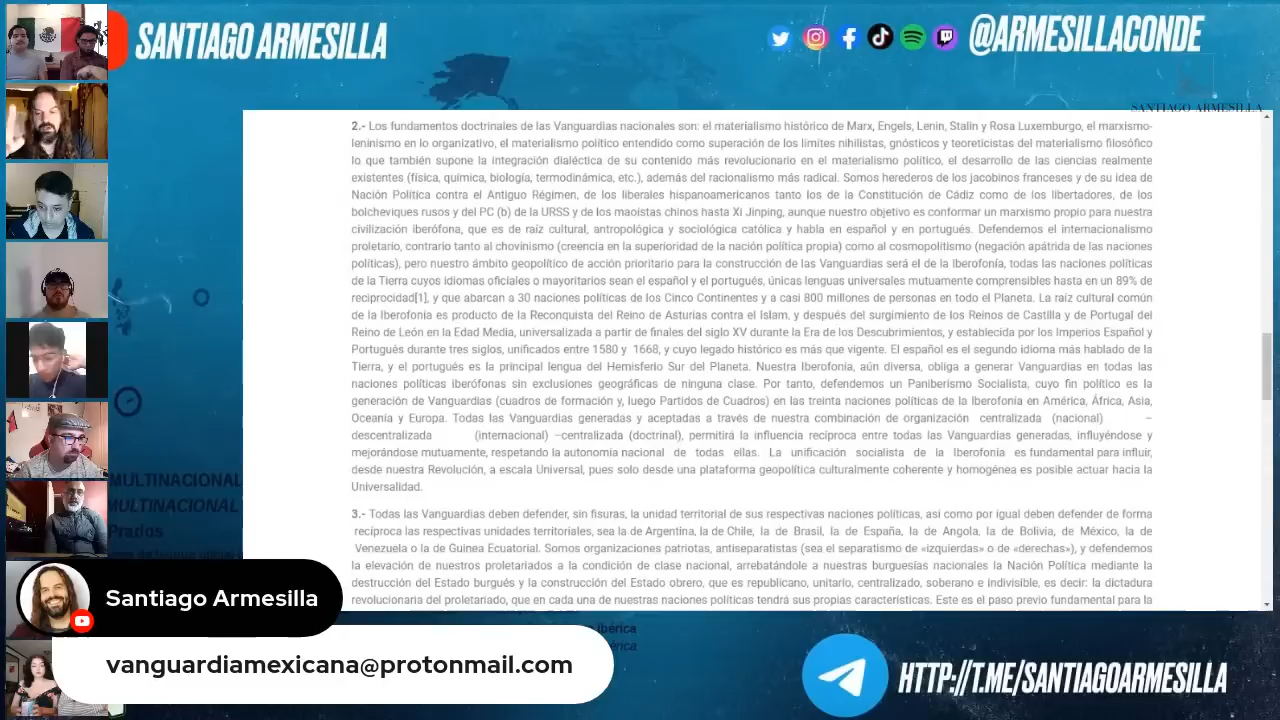 SANTIAGO ARMESILLA
@ARMESILLACONDE
SANTIAGO ARMESILLA
2.- Los fundamentos doctrinales de las Vanguardias nacionales son: el materialismo histórico de Marx, Engels, Lenin, Stalin y Rosa Luxemburgo, el marxismo-
leninismo en lo organizativo, el materialismo político entendido como superación de los límites nihilistas, gnósticos y teoreticistas del materialismo filosófico
lo que también supone la integración dialéctica de su contenido más revolucionario en el materialismo político, el desarrollo de las ciencias realmente
existentes (física, química, biología, termodinámica, etc.), además del racionalismo más radical. Somos herederos de los jacobinos franceses y de su idea de
Nación Política contra el Antiguo Régimen, de los liberales hispanoamericanos tanto los de la Constitución de Cádiz como de los libertadores, de los
bolcheviques rusos y del PC (b) de la URSS y de los maoístas chinos hasta Xi Jinping, aunque nuestro objetivo es conformar un marxismo propio para nuestra
civilización iberófona, que es de raíz cultural, antropológica y sociológica católica y habla en español y en portugués. Defendemos el internacionalismo
proletario, contrario tanto al chovinismo (creencia en la superioridad de la nación política propia) como al cosmopolitismo (negación apátrida de las naciones
políticas), pero nuestro ámbito geopolítico de acción prioritario para la construcción de las Vanguardias será el de la Iberofonía, todas las naciones políticas
de la Tierra cuyos idiomas oficiales o mayoritarios sean el español y el portugués, únicas lenguas universales mutuamente comprensibles hasta en un 89% de
reciprocidad[1], y que abarcan a 30 naciones políticas de los Cinco Continentes y a casi 800 millones de personas en todo el Planeta. La raíz cultural común
de la Iberofonía es producto de la Reconquista del Reino de Asturias contra el Islam, y después del surgimiento de los Reinos de Castilla y de Portugal del
Reino de León en la Edad Media, universalizada a partir de finales del siglo XV durante la Era de los Descubrimientos, y establecida por los Imperios Español y
Portugués durante tres siglos, unificados entre 1580 y 1668, y cuyo legado histórico es más que vigente. El español es el segundo idioma más hablado de la
Tierra, y el portugués es la principal lengua del Hemisferio Sur del Planeta. Nuestra Iberofonía, aún diversa, obliga a generar Vanguardias en todas las
naciones políticas iberófonas sin exclusiones geográficas de ninguna clase. Por tanto, defendemos un Paniberismo Socialista, cuyo fin político es la
generación de Vanguardias (cuadros de formación y, luego Partidos de Cuadros) en las treinta naciones políticas de la Iberofonía en América, África, Asia,
Oceanía y Europa. Todas las Vanguardias generadas y aceptadas a través de nuestra combinación de organización centralizada (nacional) –
descentralizada (internacional) –centralizada (doctrinal), permitirá la influencia recíproca entre todas las Vanguardias generadas, influyéndose y
mejorándose mutuamente, respetando la autonomía nacional de todas ellas. La unificación socialista de la Iberofonía es fundamental para influir,
desde nuestra Revolución, a escala Universal, pues solo desde una plataforma geopolítica culturalmente coherente y homogénea es posible actuar hacia la
Universalidad.
3.- Todas las Vanguardias deben defender, sin fisuras, la unidad territorial de sus respectivas naciones políticas, así como por igual deben defender de forma
recíproca las respectivas unidades territoriales, sea la de Argentina, la de Chile, la de Brasil, la de España, la de Angola, la de Bolivia, de México, la de
Venezuela o la de Guinea Ecuatorial. Somos organizaciones patriotas, antiseparatistas (sea el separatismo de «izquierdas» o de «derechas»), y defendemos
la elevación de nuestros proletariados a la condición de clase nacional, arrebatándole a nuestras burguesías nacionales la Nación Política mediante la
destrucción del Estado burgués y la construcción del Estado obrero, que es republicano, unitario, centralizado, soberano e indivisible, es decir: la dictadura
revolucionaria del proletariado, que en cada una de nuestras naciones políticas tendrá sus propias características. Este es el paso previo fundamental para la
MULTINACIONAL
MULTINACIONAL
Prados
Santiago Armesilla
ibérica
vanguardiamexicana@protonmail.com
HTTP://T.ME/SANTIAGOARMESILLA